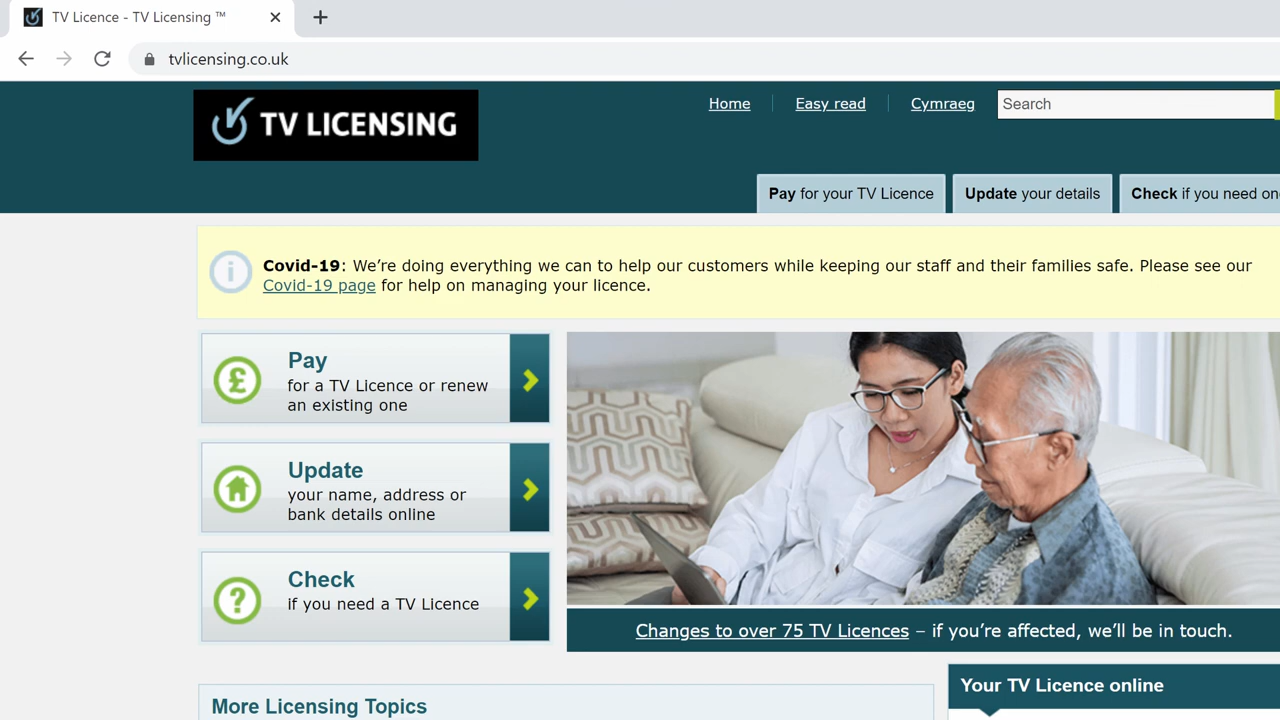 TV Licence - TV Licensing ™
tvlicensing.co.uk
TV LICENSING
Home
Easy read
Cymraeg
Search
Pay for your TV Licence
Update your details
Check if you need on
Covid-19: We’re doing everything we can to help our customers while keeping our staff and their families safe. Please see our
Covid-19 page for help on managing your licence.
Pay
for a TV Licence or renew
an existing one
Update
your name, address or
bank details online
Check
if you need a TV Licence
Changes to over 75 TV Licences – if you’re affected, we’ll be in touch.
More Licensing Topics
Your TV Licence online